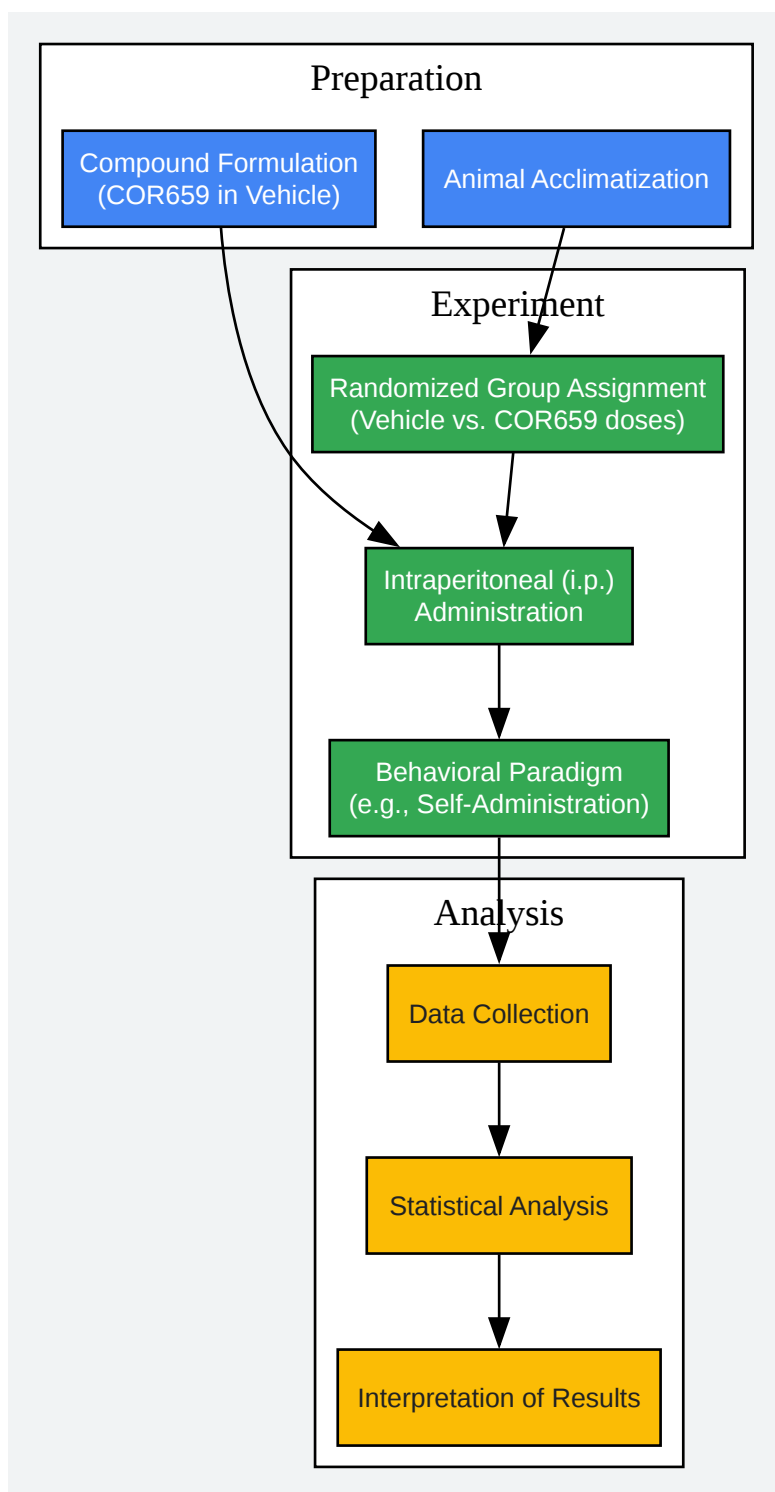 Preparation
Compound Formulation
(COR659 in Vehicle)
Animal Acclimatization
Experiment
Randomized Group Assignment
(Vehicle vs. COR659 doses)
Intraperitoneal (i.p.)
Administration
Behavioral Paradigm
(e.g., Self-Administration)
Analysis
Data Collection
Statistical Analysis
Interpretation of Results